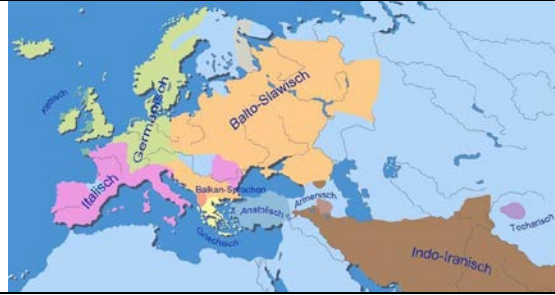 Keltisch
Germanisch
Balto-Slawisch
Italisch
Balkan-Sprachen
Anatolisch
Armenisch
Griechisch
Tocharisch
Indo-Iranisch